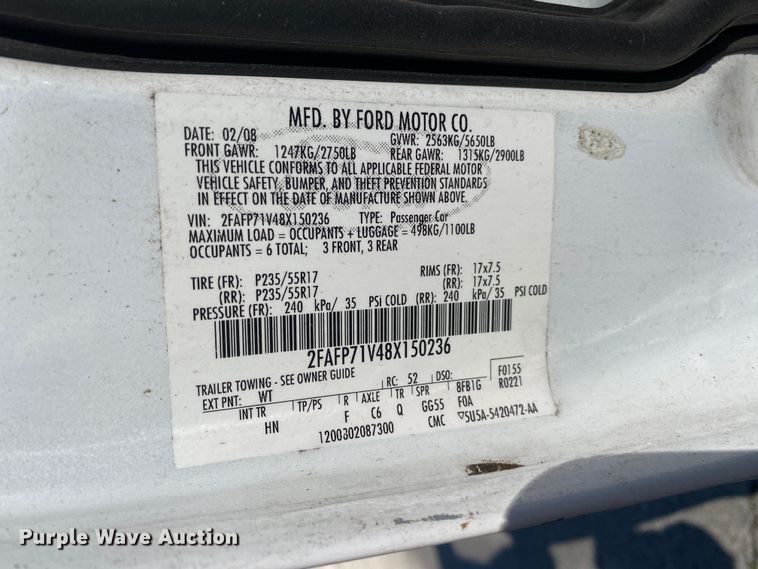 MFD. BY FORD MOTOR CO.
DATE: 02/08 GVWR: 2563KG/5650LB
FRONT GAWR: 1247KG/2750LB REAR GAWR: 1315KG/2900LB
THIS VEHICLE CONFORMS TO ALL APPLICABLE FEDERAL MOTOR
VEHICLE SAFETY, BUMPER, AND THEFT PREVENTION STANDARDS
IN EFFECT ON THE DATE OF MANUFACTURE SHOWN ABOVE.
VIN: 2FAFP71V48X150236 TYPE: Passenger Car
MAXIMUM LOAD = OCCUPANTS + LUGGAGE = 498KG/1100LB
OCCUPANTS = 6 TOTAL; 3 FRONT, 3 REAR
TIRE (FR): P235/55R17 RIMS (FR): 17x7.5
(RR): P235/55R17 (RR): 17x7.5
PRESSURE (FR): 240 kPa/ 35 PSi COLD (RR): 240 kPa/ 35 PSI COLD
2FAFP71V48X150236
TRAILER TOWING - SEE OWNER GUIDE
EXT PNT: WT RC: 52 DSO: F0155
INT TR TP/PS R AXLE TR SPR 8FB1G R0221
HN F C6 Q GG55 FOA
1200302087300 CMC ▽5U5A-5420472-AA
Purple Wave Auction